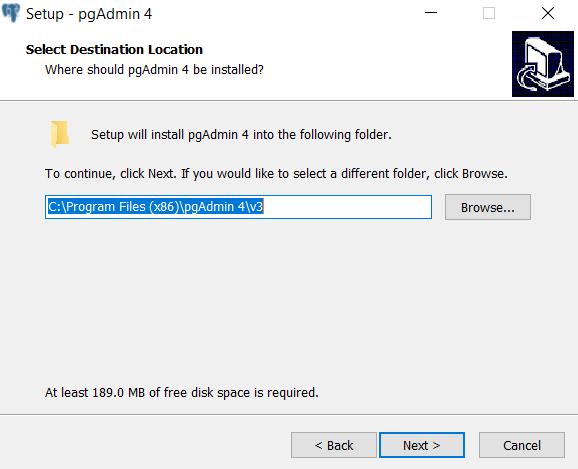 Setup - pgAdmin 4
Select Destination Location
Where should pgAdmin 4 be installed?
Setup will install pgAdmin 4 into the following folder.
To continue, click Next. If you would like to select a different folder, click Browse.
C:\Program Files (x86)\pgAdmin 4\v3
Browse...
At least 189.0 MB of free disk space is required.
< Back
Next >
Cancel